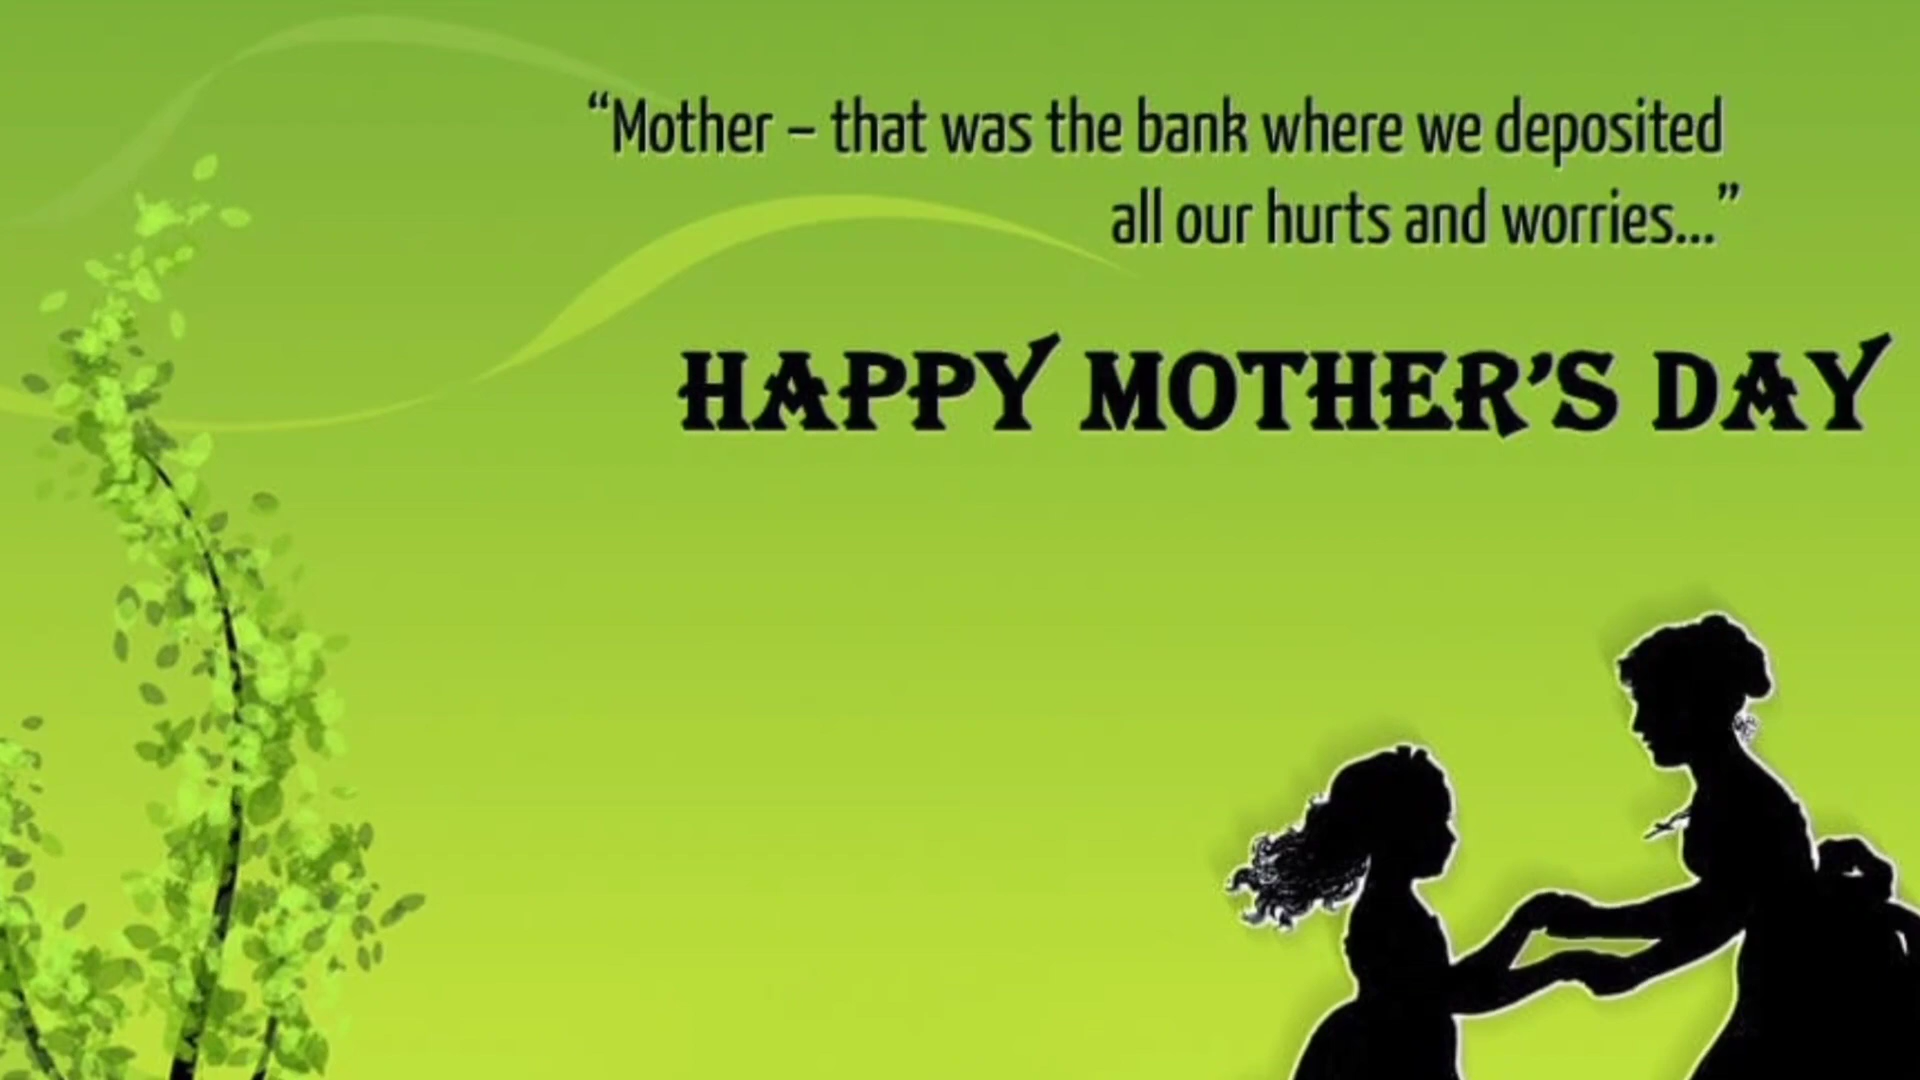 “Mother – that was the bank where we deposited
all our hurts and worries...”
HAPPY MOTHER’S DAY